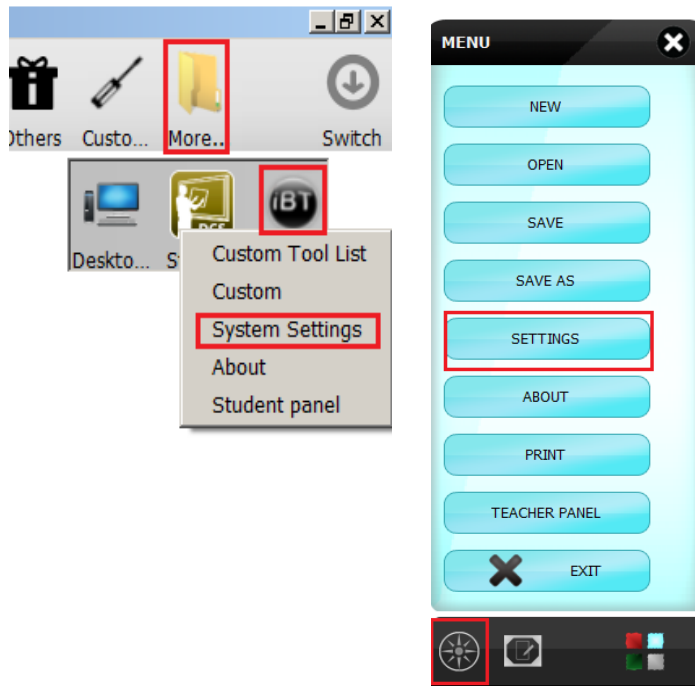 Others Custo... More.. Switch
iBT
DCS
Deskto... S
Custom Tool List
Custom
System Settings
About
Student panel
MENU
NEW
OPEN
SAVE
SAVE AS
SETTINGS
ABOUT
PRINT
TEACHER PANEL
EXIT